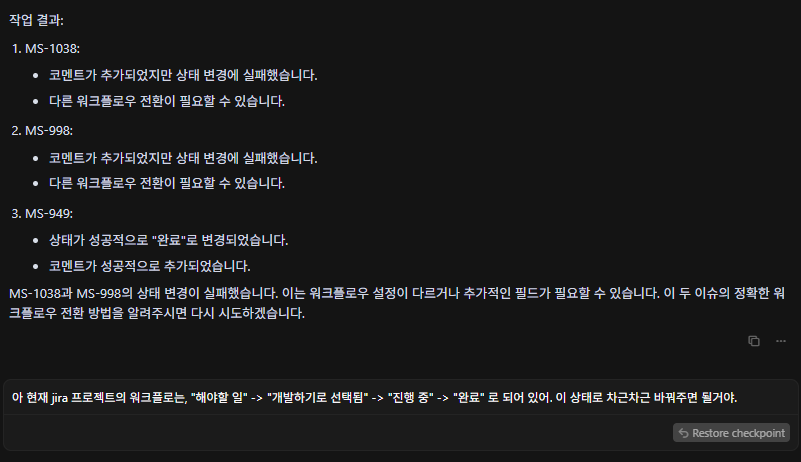 작업 결과:
1. MS-1038:
• 코멘트가 추가되었지만 상태 변경에 실패했습니다.
• 다른 워크플로우 전환이 필요할 수 있습니다.
2. MS-998:
• 코멘트가 추가되었지만 상태 변경에 실패했습니다.
• 다른 워크플로우 전환이 필요할 수 있습니다.
3. MS-949:
• 상태가 성공적으로 "완료"로 변경되었습니다.
• 코멘트가 성공적으로 추가되었습니다.
MS-1038과 MS-998의 상태 변경이 실패했습니다. 이는 워크플로우 설정이 다르거나 추가적인 필드가 필요할 수 있습니다. 이 두 이슈의 정확한 워
크플로우 전환 방법을 알려주시면 다시 시도하겠습니다.
아 현재 jira 프로젝트의 워크플로는, "해야할 일" -> "개발하기로 선택됨" -> "진행 중" -> "완료" 로 되어 있어. 이 상태로 차근차근 바꿔주면 될거야.
Restore checkpoint